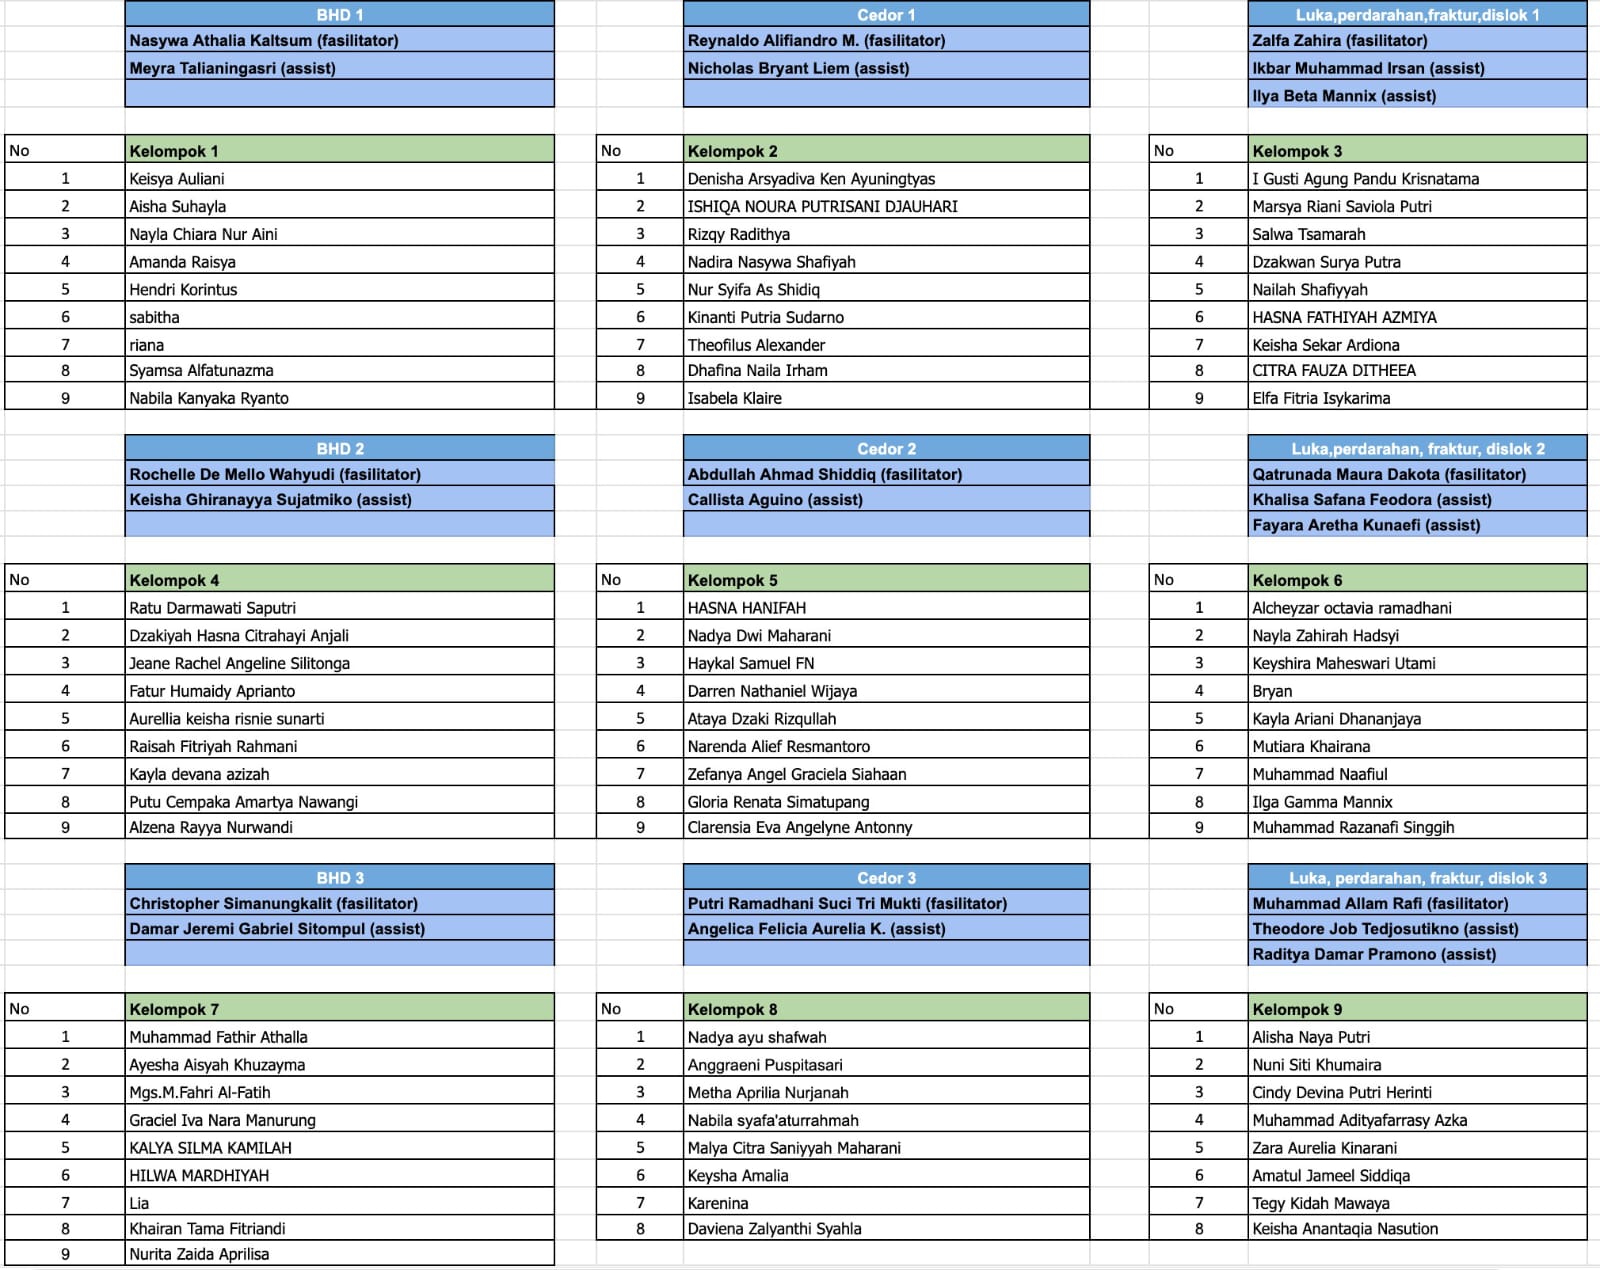 BHD 1
Nasywa Athalia Kaltsum (fasilitator)
Meyra Talianingasri (assist)
Cedor 1
Reynaldo Alifiandro M. (fasilitator)
Nicholas Bryant Liem (assist)
Luka,perdarahan,fraktur,dislok 1
Zalfa Zahira (fasilitator)
Ikbar Muhammad Irsan (assist)
Ilya Beta Mannix (assist)
No Kelompok 1
1 Keisya Auliani
2 Aisha Suhayla
3 Nayla Chiara Nur Aini
4 Amanda Raisya
5 Hendri Korintus
6 sabitha
7 riana
8 Syamsa Alfatunazma
9 Nabila Kanyaka Ryanto
No Kelompok 2
1 Denisha Arsyadiva Ken Ayuningtyas
2 ISHIQA NOURA PUTRISANI DJAUHARI
3 Rizqy Radithya
4 Nadira Nasywa Shafiyah
5 Nur Syifa As Shidiq
6 Kinanti Putria Sudarno
7 Theofilus Alexander
8 Dhafina Naila Irham
9 Isabela Klaire
No Kelompok 3
1 I Gusti Agung Pandu Krisnatama
2 Marsya Riani Saviola Putri
3 Salwa Tsamarah
4 Dzakwan Surya Putra
5 Nailah Shafiyyah
6 HASNA FATHIYAH AZMIYA
7 Keisha Sekar Ardiona
8 CITRA FAUZA DITHEEA
9 Elfa Fitria Isykarima
BHD 2
Rochelle De Mello Wahyudi (fasilitator)
Keisha Ghiranayya Sujatmiko (assist)
Cedor 2
Abdullah Ahmad Shiddiq (fasilitator)
Callista Aguino (assist)
Luka,perdarahan, fraktur, dislok 2
Qatrunada Maura Dakota (fasilitator)
Khalisa Safana Feodora (assist)
Fayara Aretha Kunaefi (assist)
No Kelompok 4
1 Ratu Darmawati Saputri
2 Dzakiyah Hasna Citrahayi Anjali
3 Jeane Rachel Angeline Silitonga
4 Fatur Humaidy Aprianto
5 Aurellia keisha risnie sunarti
6 Raisah Fitriyah Rahmani
7 Kayla devana azizah
8 Putu Cempaka Amartya Nawangi
9 Alzena Rayya Nurwandi
No Kelompok 5
1 HASNA HANIFAH
2 Nadya Dwi Maharani
3 Haykal Samuel FN
4 Darren Nathaniel Wijaya
5 Ataya Dzaki Rizqullah
6 Narenda Alief Resmantoro
7 Zefanya Angel Graciela Siahaan
8 Gloria Renata Simatupang
9 Clarensia Eva Angelyne Antonny
No Kelompok 6
1 Alcheyzar octavia ramadhani
2 Nayla Zahirah Hadsyi
3 Keyshira Maheswari Utami
4 Bryan
5 Kayla Ariani Dhananjaya
6 Mutiara Khairana
7 Muhammad Naafiul
8 Ilga Gamma Mannix
9 Muhammad Razanafi Singgih
BHD 3
Christopher Simanungkalit (fasilitator)
Damar Jeremi Gabriel Sitompul (assist)
Cedor 3
Putri Ramadhani Suci Tri Mukti (fasilitator)
Angelica Felicia Aurelia K. (assist)
Luka, perdarahan, fraktur, dislok 3
Muhammad Allam Rafi (fasilitator)
Theodore Job Tedjosutikno (assist)
Raditya Damar Pramono (assist)
No Kelompok 7
1 Muhammad Fathir Athalla
2 Ayesha Aisyah Khuzayma
3 Mgs.M.Fahri Al-Fatih
4 Graciel Iva Nara Manurung
5 KALYA SILMA KAMILAH
6 HILWA MARDHIYAH
7 Lia
8 Khairan Tama Fitriandi
9 Nurita Zaida Aprilisa
No Kelompok 8
1 Nadya ayu shafwah
2 Anggraeni Puspitasari
3 Metha Aprilia Nurjanah
4 Nabila syafa'aturrahmah
5 Malya Citra Saniyyah Maharani
6 Keysha Amalia
7 Karenina
8 Daviena Zalyanthi Syahla
No Kelompok 9
1 Alisha Naya Putri
2 Nuni Siti Khumaira
3 Cindy Devina Putri Herinti
4 Muhammad Adityafarrasy Azka
5 Zara Aurelia Kinarani
6 Amatul Jameel Siddiqa
7 Tegy Kidah Mawaya
8 Keisha Anantaqia Nasution